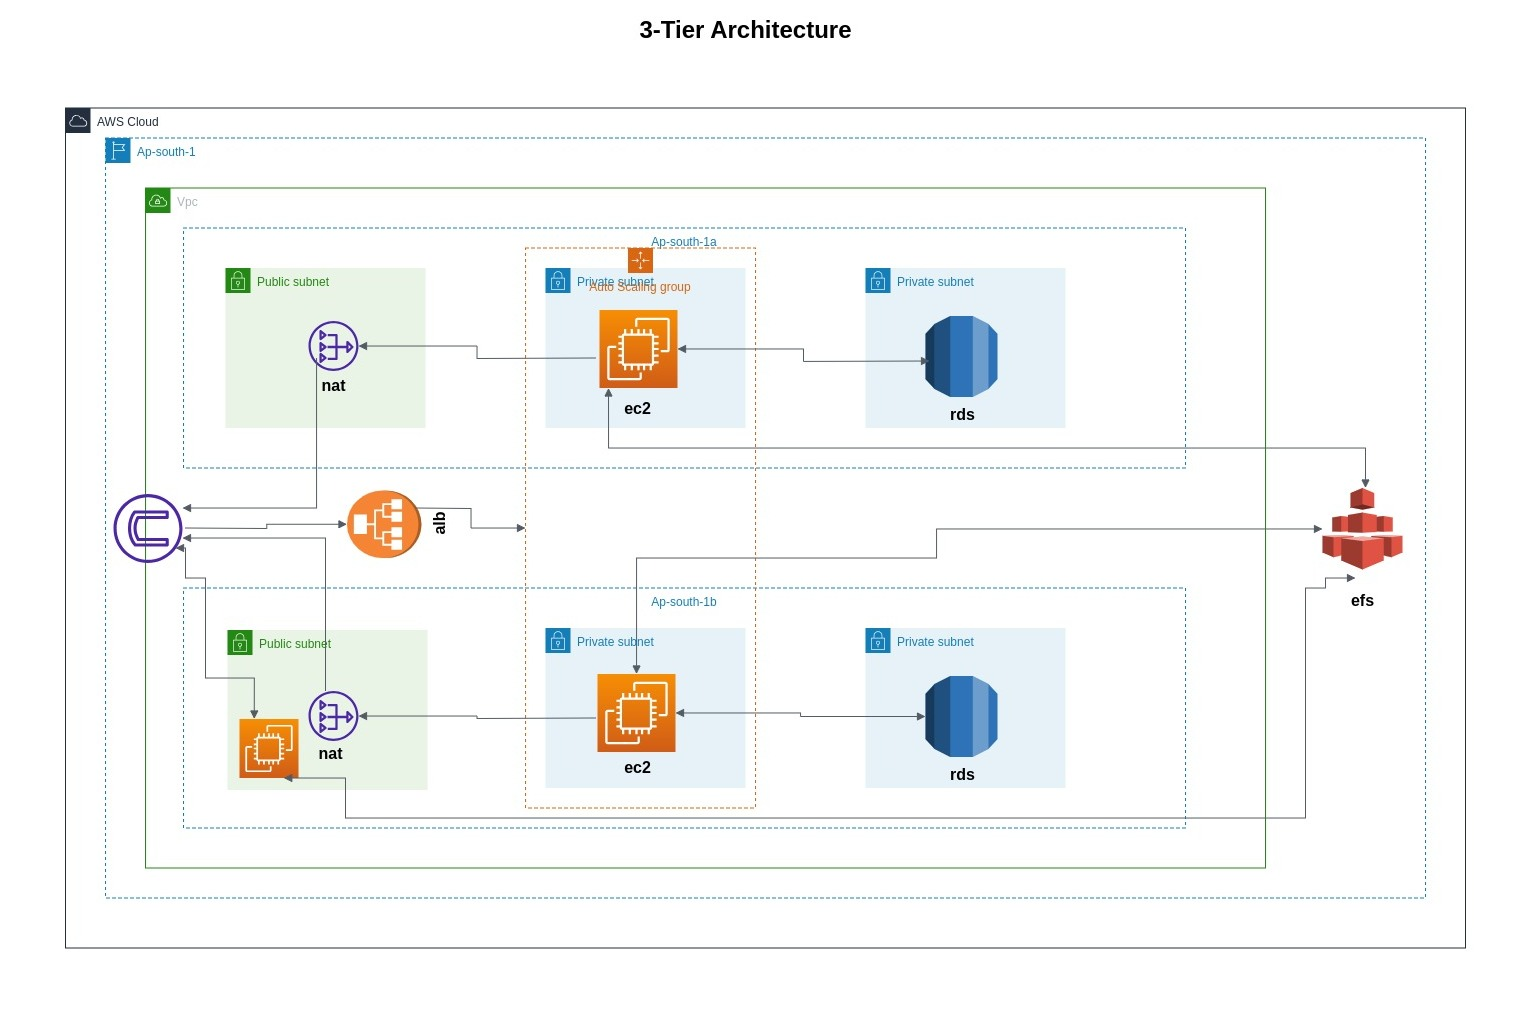 3-Tier Architecture
AWS Cloud
Ap-south-1
Vpc
Ap-south-1a
Public subnet
Private subnet
Auto Scaling group
Private subnet
nat
ec2
rds
alb
efs
Ap-south-1b
Public subnet
Private subnet
Private subnet
nat
ec2
rds